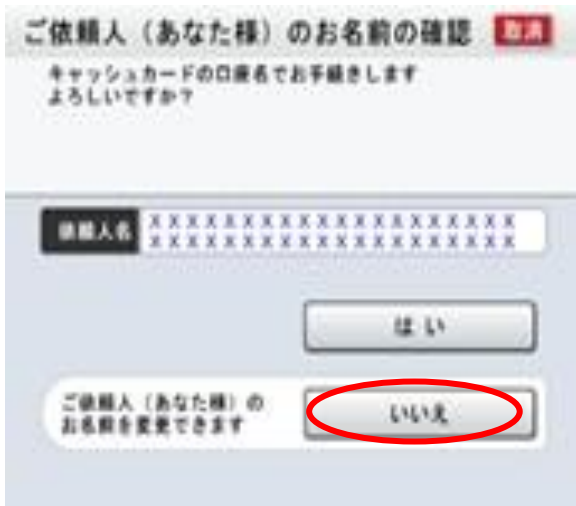 ご依頼人（あなた様）のお名前の確認 取消
キャッシュカードの口座名でお手続きします
よろしいですか？
依頼人名
XXXXXXXXXXXXXXXXXXXX
XXXXXXXXXXXXXXXXXXXX
はい
ご依頼人（あなた様）の
お名前を変更できます
いいえ